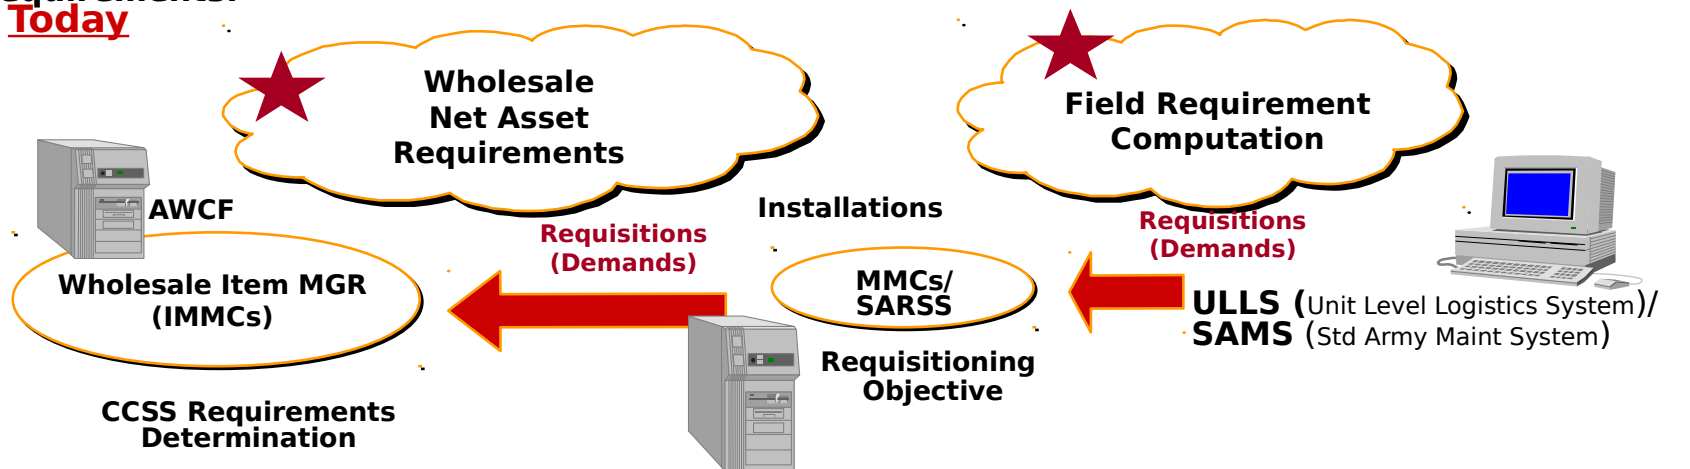 Today
Wholesale
Net Asset
Requirements
Field Requirement
Computation
AWCF
Installations
Requisitions
(Demands)
Requisitions
(Demands)
Wholesale Item MGR
(IMMCs)
MMCs/
SARSS
ULLS (Unit Level Logistics System)/
SAMS (Std Army Maint System)
Requisitioning
Objective
CCSS Requirements
Determination